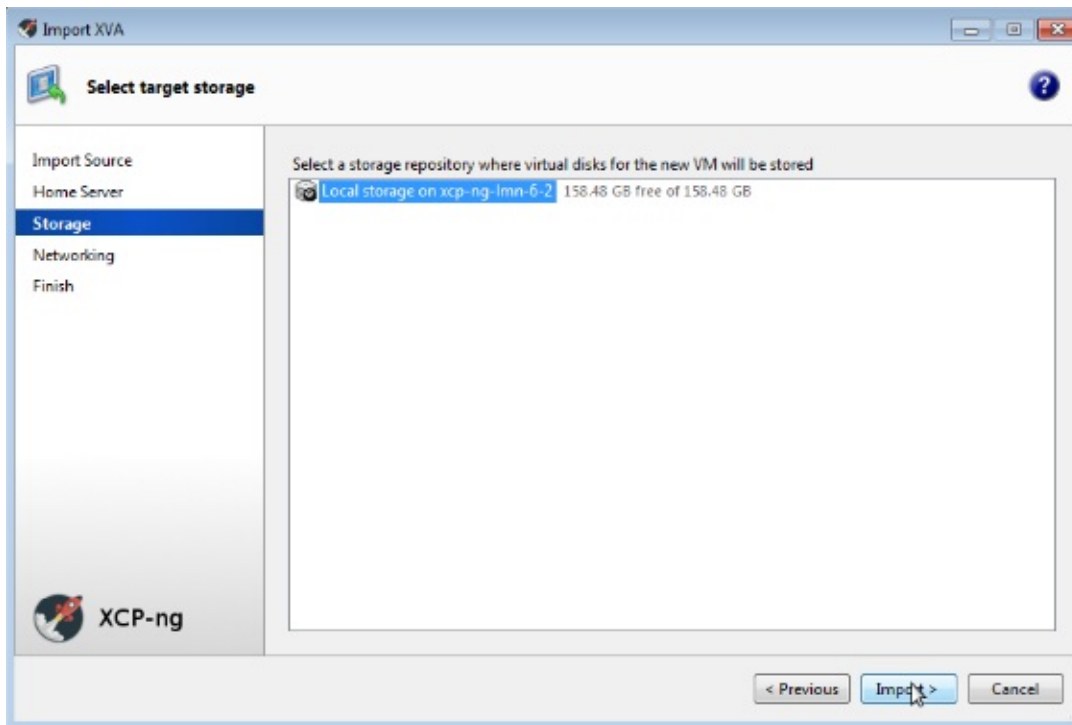 Import XVA
Select target storage
?
Import Source
Home Server
Storage
Networking
Finish
Select a storage repository where virtual disks for the new VM will be stored
Local storage on xcp-ng-lmn-6-2 158.48 GB free of 158.48 GB
XCP-ng
< Previous Import > Cancel